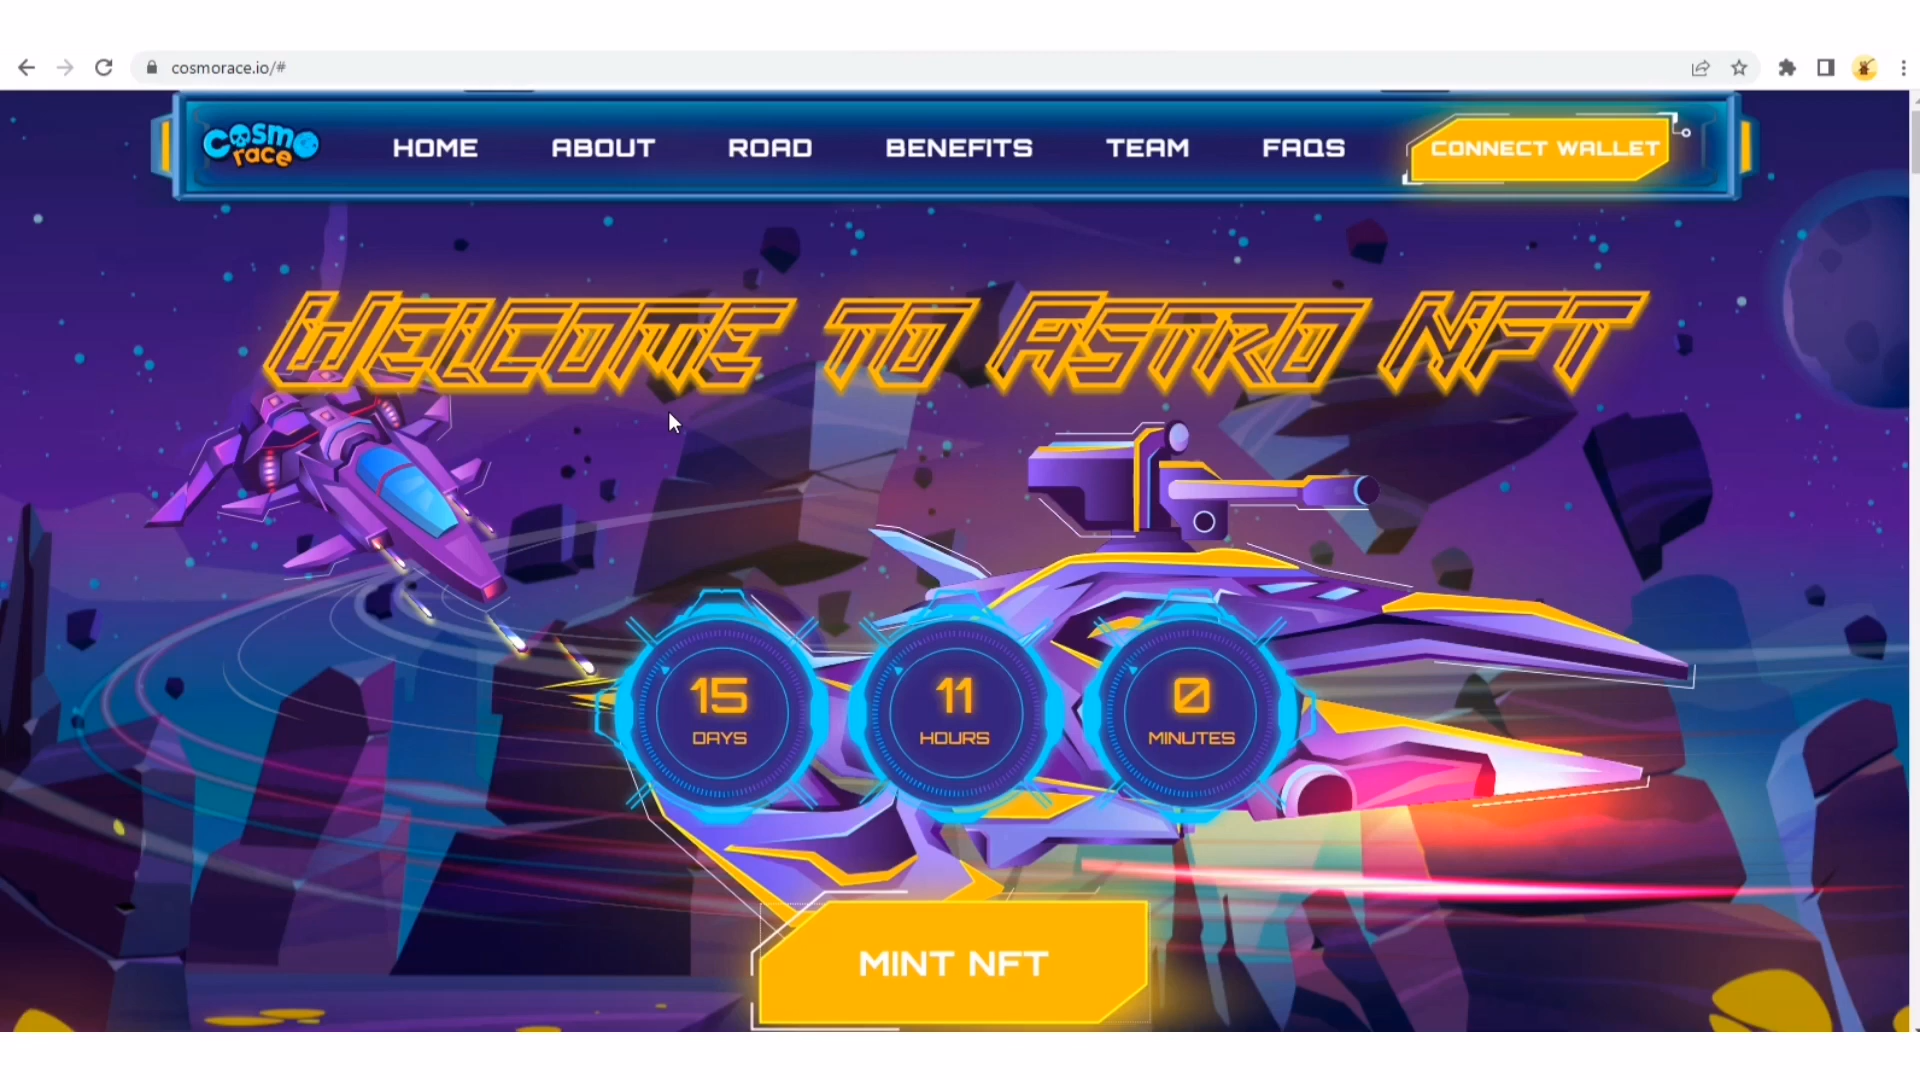 cosmorace.io/#
Cosmo
race
HOME ABOUT ROAD BENEFITS TEAM FAQS CONNECT WALLET
WELCOME TO ASTRO NFT
15 11 0
DAYS HOURS MINUTES
MINT NFT